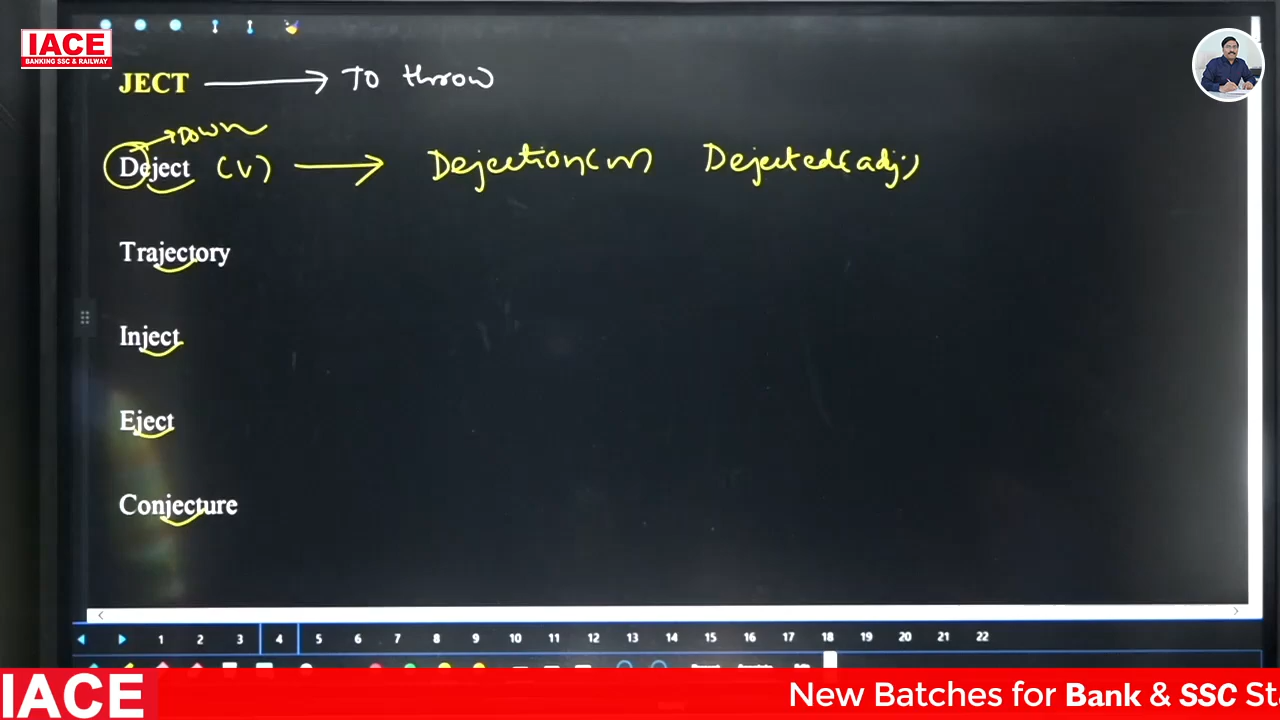 IACE
BANKING SSC & RAILWAY
JECT → To throw
→ Down
Deject (v) → Dejection(n) Dejected(adj.)
Trajectory
Inject
Eject
Conjecture
1 2 3 4 5 6 7 8 9 10 11 12 13 14 15 16 17 18 19 20 21 22
IACE New Batches for Bank & SSC St